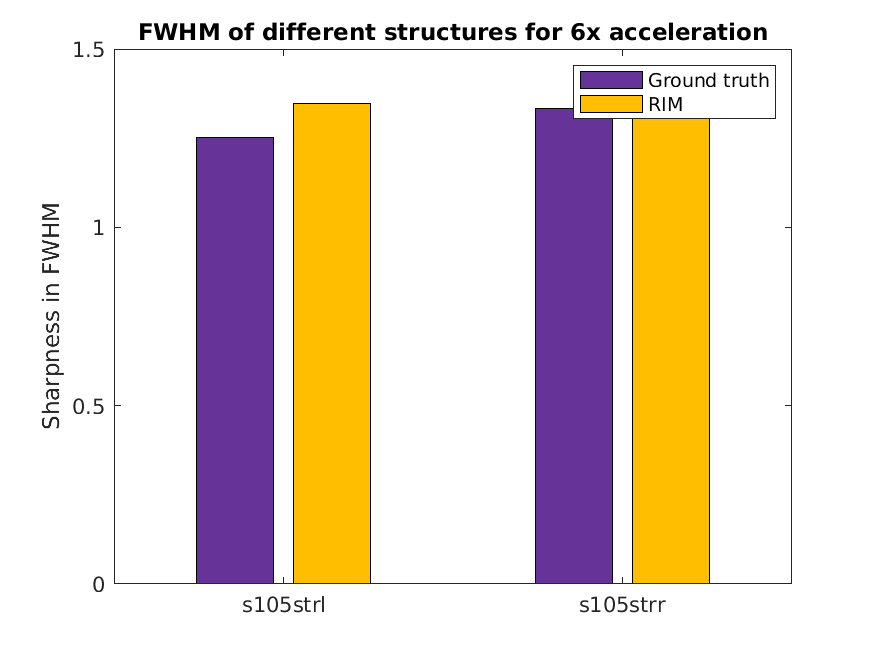 FWHM of different structures for 6x acceleration
1.5
1
0.5
0
Sharpness in FWHM
Ground truth
RIM
s105strl
s105strr